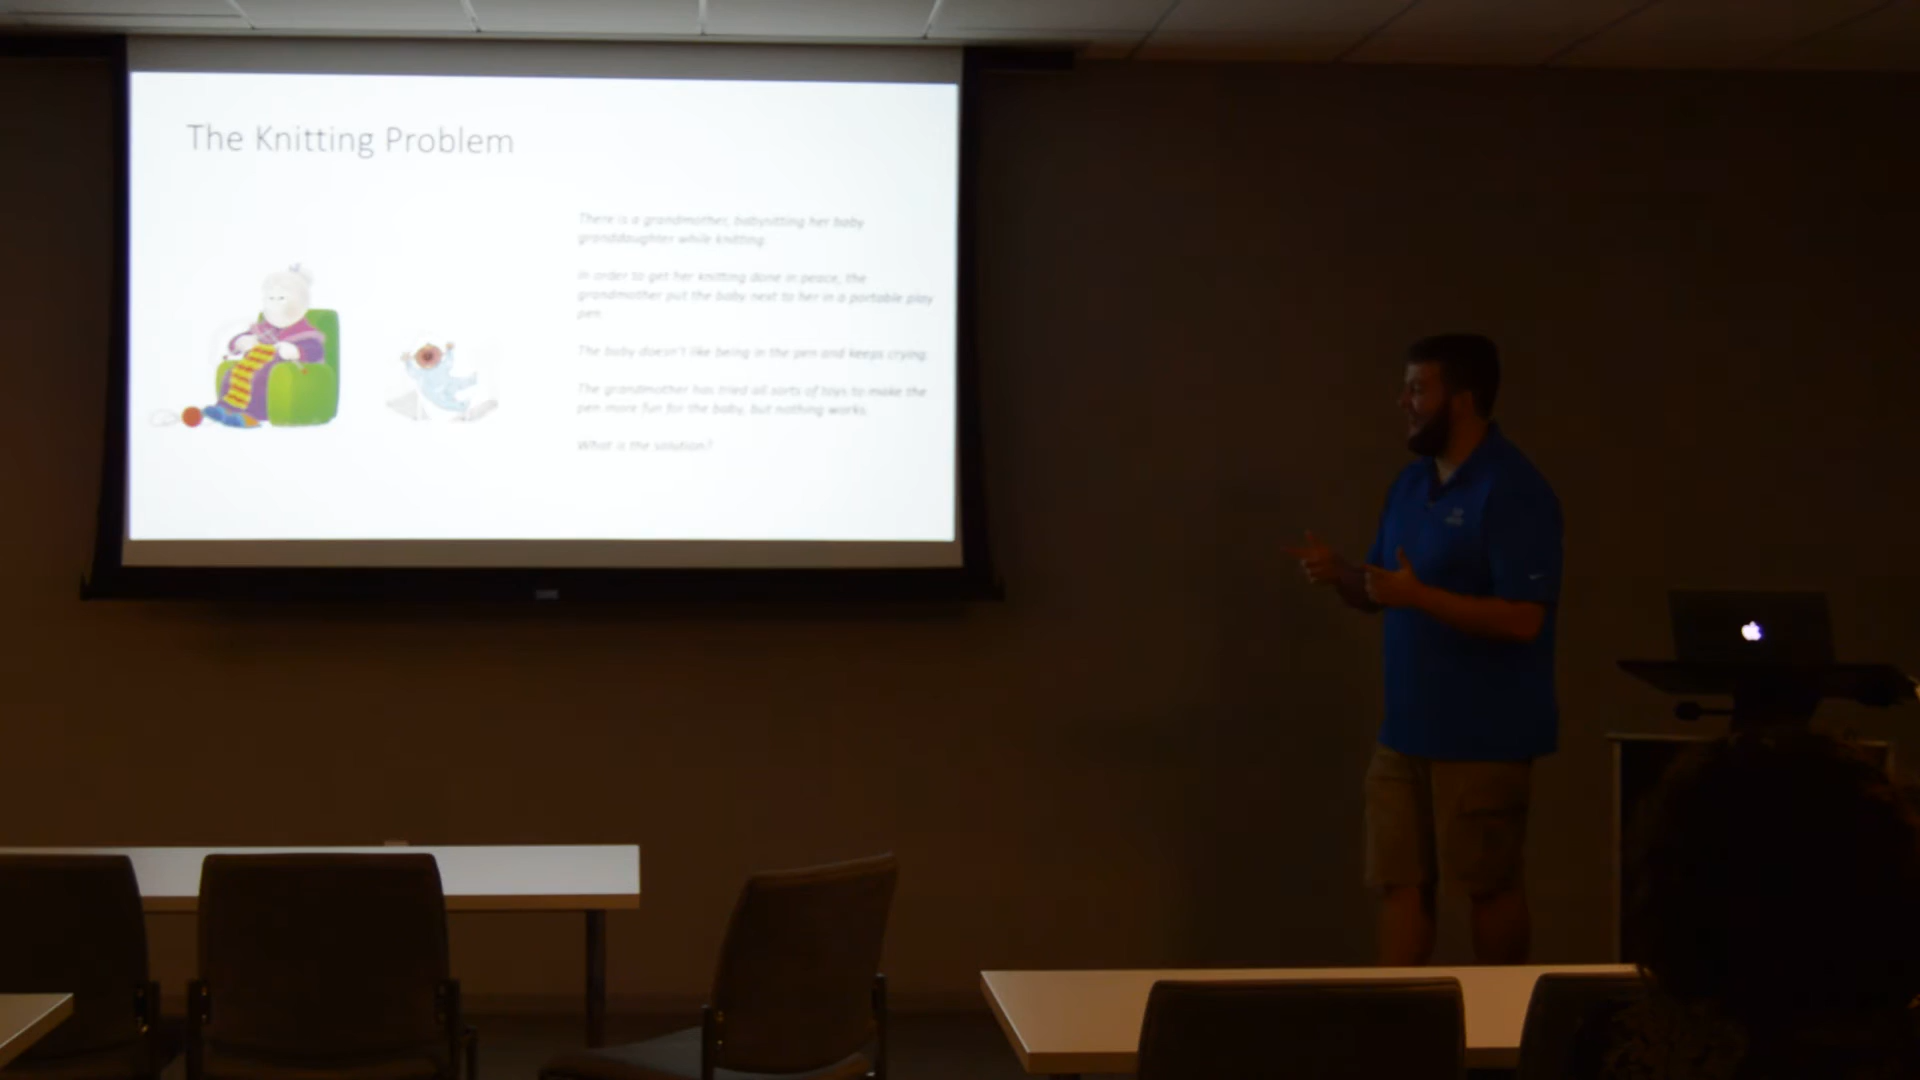 The Knitting Problem
There is a grandmother, babysitting her baby
granddaughter while knitting.
In order to get her knitting done in peace, the
grandmother put the baby next to her in a portable play
pen.
The baby doesn't like being in the pen and keeps crying.
The grandmother has tried all sorts of toys to make the
pen more fun for the baby, but nothing works.
What is the solution?